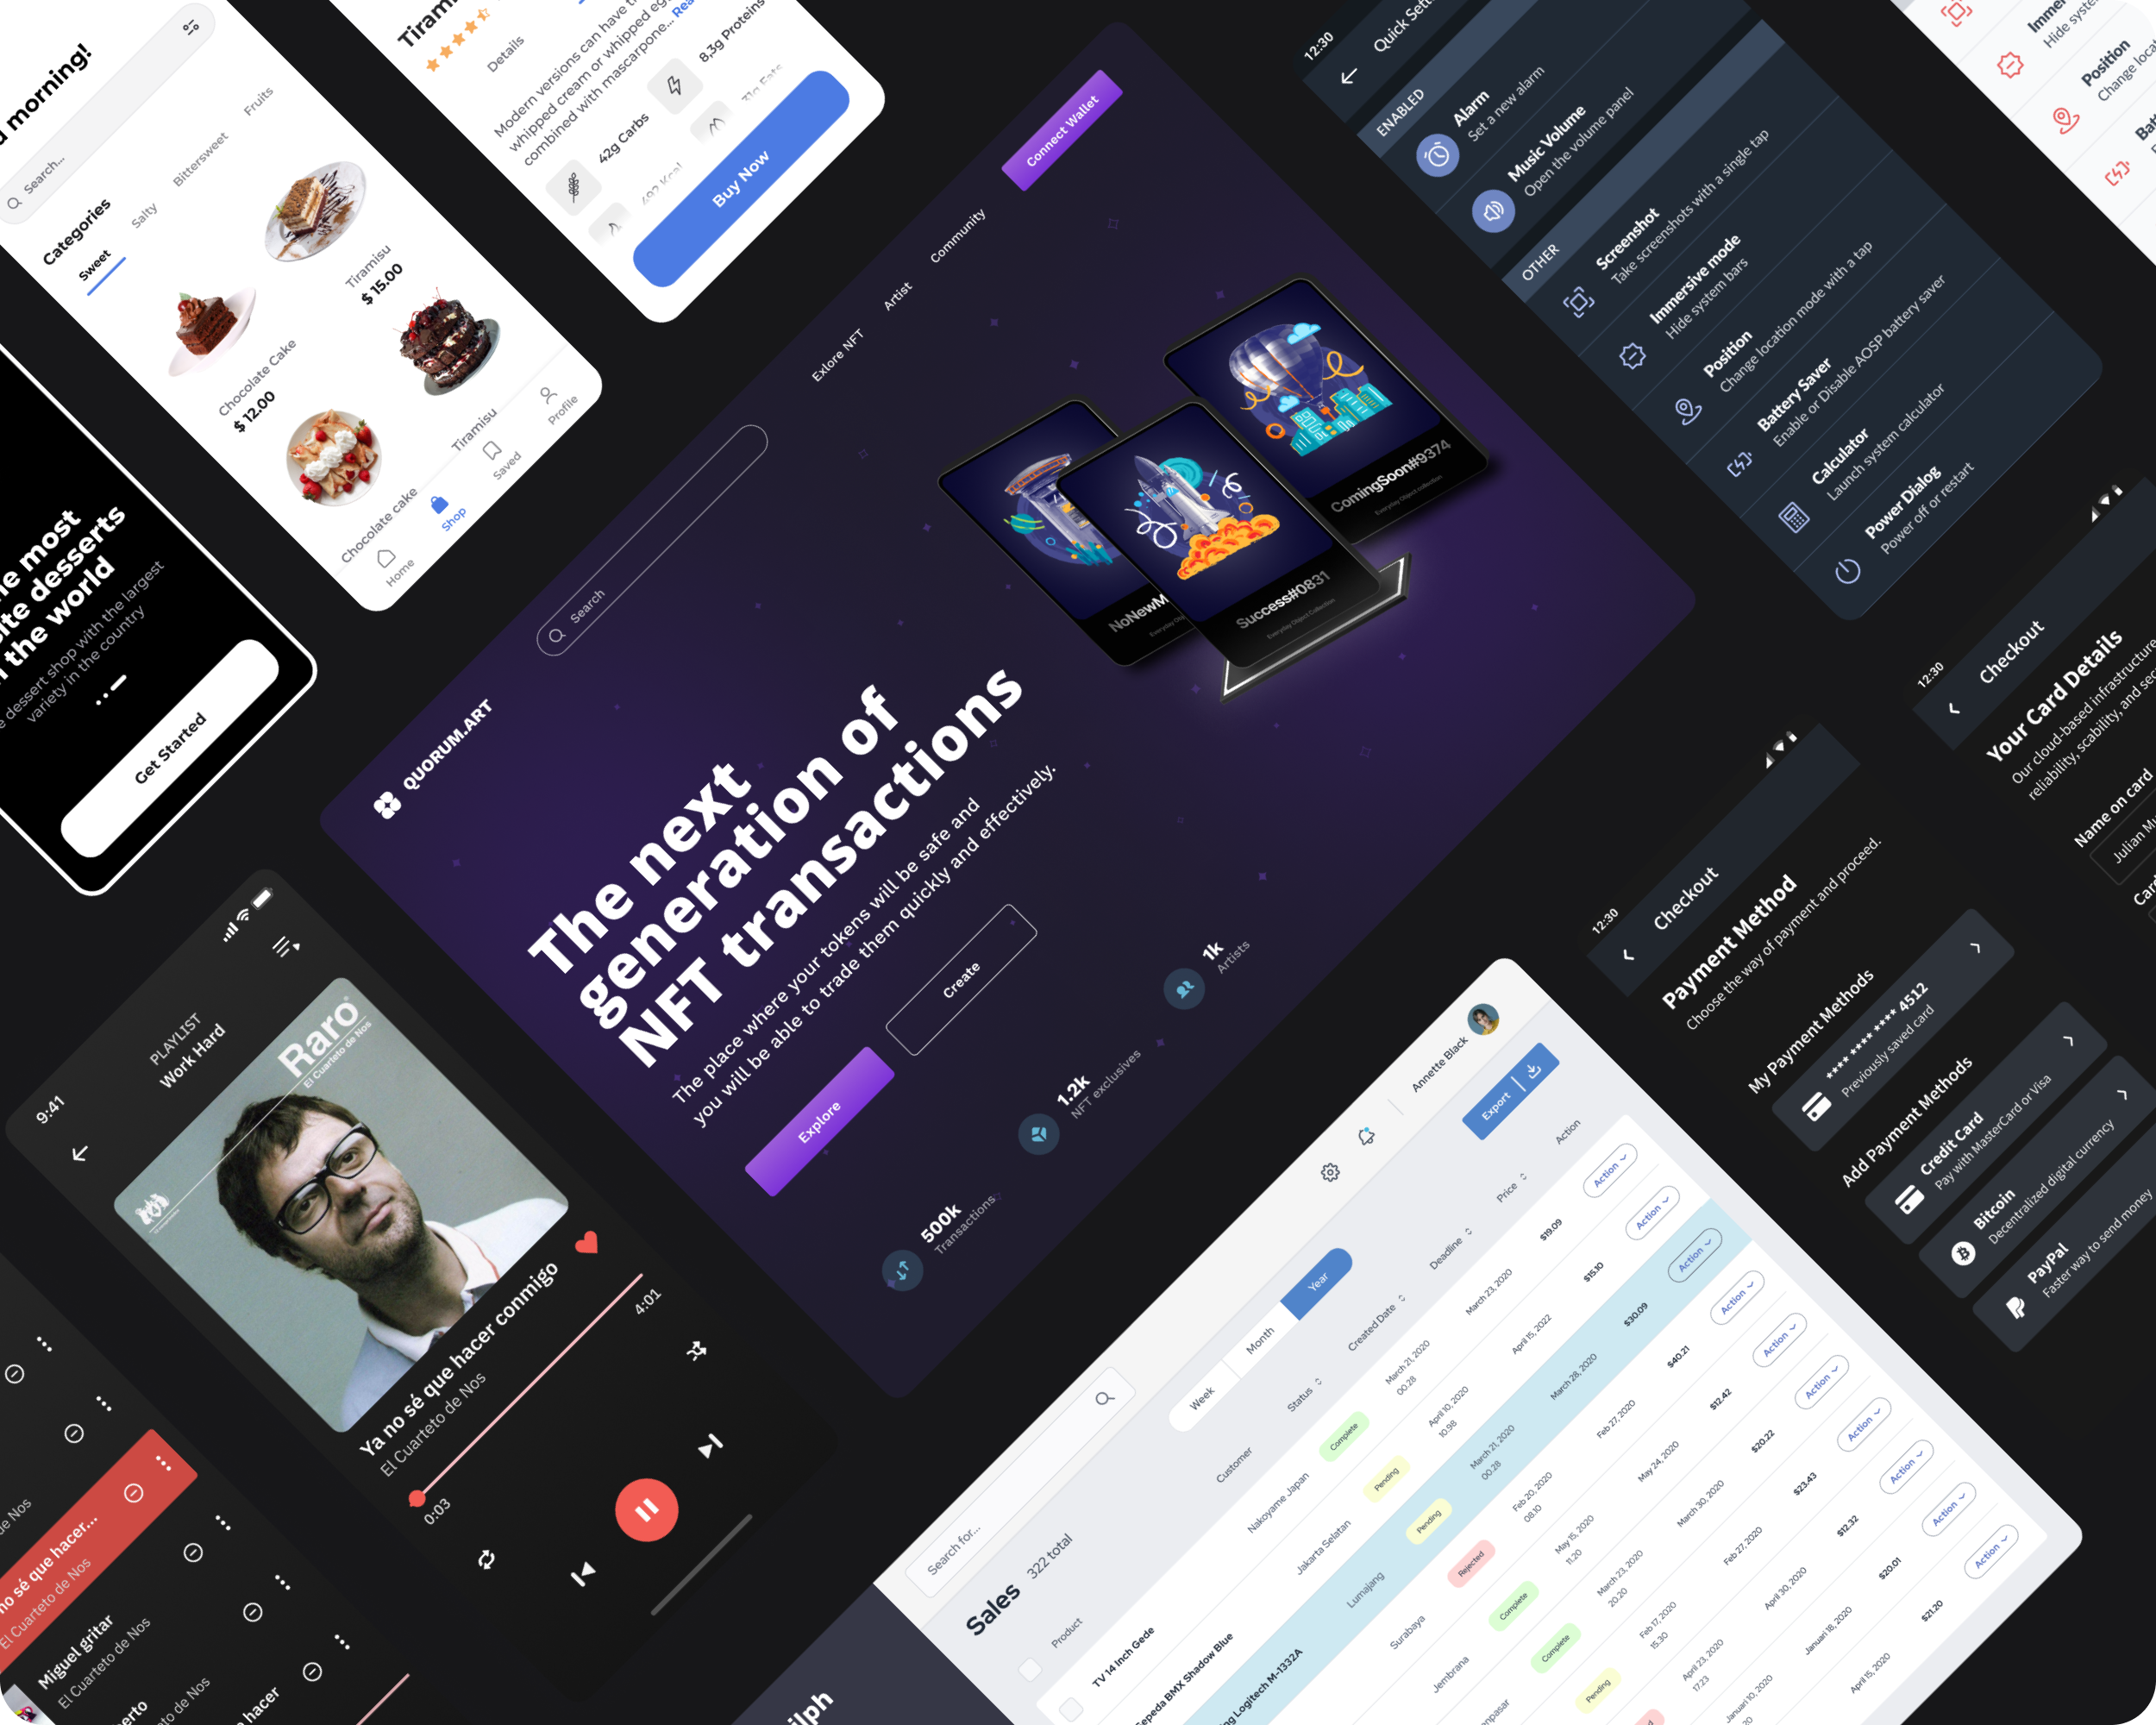 morning!
Search...
Categories
Sweet
Salty
Bittersweet
Fruits
Tiramisu
$ 15.00
Chocolate Cake
$ 12.00
Chocolate cake
Tiramisu
Home
Shop
Saved
Profile
Details
Modern versions can have
whipped cream or whipped
combined with mascarpone...
42g Carbs
8,3g Proteins
Buy Now
most
desserts
the world
dessert shop with the largest
variety in the country
Get Started
QUORUM.ART
Search
Exlore NFT
Artist
Community
Connect Wallet
The next
generation of
NFT transactions
The place where your tokens will be safe and
you will be able to trade them quickly and effectively.
Explore
Create
500k
Transactions
1.2k
NFT exclusives
1k
Artists
Success#0831
Everyday Object Collection
ComingSoon#9374
Everyday Object collection
12:30
Quick
ENABLED
Alarm
Set a new alarm
Music Volume
Open the volume panel
OTHER
Screenshot
Take screenshots with a single tap
Immersive mode
Hide system bars
Position
Change location mode with a tap
Battery Saver
Enable or Disable AOSP battery saver
Calculator
Launch system calculator
Power Dialog
Power off or restart
Hide
Position
Change
12:30
Checkout
Payment Method
Choose the way of payment and proceed.
My Payment Methods
**** **** **** 4512
Previously saved card
Add Payment Methods
Credit Card
Pay with MasterCard or Visa
Bitcoin
Decentralized digital currency
PayPal
Faster way to send money
12:30
Checkout
Your Card Details
Our cloud-based infrastructure
reliability, scability, and
Name on card
Julian
9:41
PLAYLIST
Work Hard
Raro
El Cuarteto de Nos
Ya no sé que hacer conmigo
El Cuarteto de Nos
0:03
4:01
de Nos
no sé que hacer...
El Cuarteto de Nos
Miguel gritar
El Cuarteto de Nos
de Nos
hacer
Search for...
Annette Black
Sales 322 total
Week Month Year
Export
Product Customer Status Created Date Deadline Price Action
TV 14 Inch Gede Nakoyame Japan Complete March 21, 2020 March 23, 2020 $19.09 Action
00.28
Sepeda BMX Shadow Blue Jakarta Selatan Pending April 10, 2020 April 15, 2022 $15.10 Action
10.98
Logitech M-1332A Lumajang Pending March 21, 2020 March 28, 2020 $30.09 Action
00.28
Surabaya Rejected Feb 20, 2020 Feb 27, 2020 $40.21 Action
08.10
Jembrana Complete May 15, 2020 May 24, 2020 $12.42 Action
11.20
Complete March 23, 2020 March 30, 2020 $20.22 Action
20.20
Pending Feb 17, 2020 Feb 27, 2020 $23.43 Action
15.30
April 23, 2020 April 30, 2020 $12.32 Action
17.23
Januari 10, 2020 Januari 18, 2020 $20.01 Action
April 15, 2020 $21.20 Action